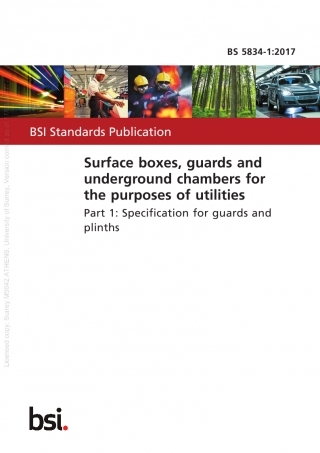 BS 5834-1:2017
BSI Standards Publication
Surface boxes, guards and
underground chambers for
the purposes of utilities
Part 1: Specification for guards and
plinths
bsi.